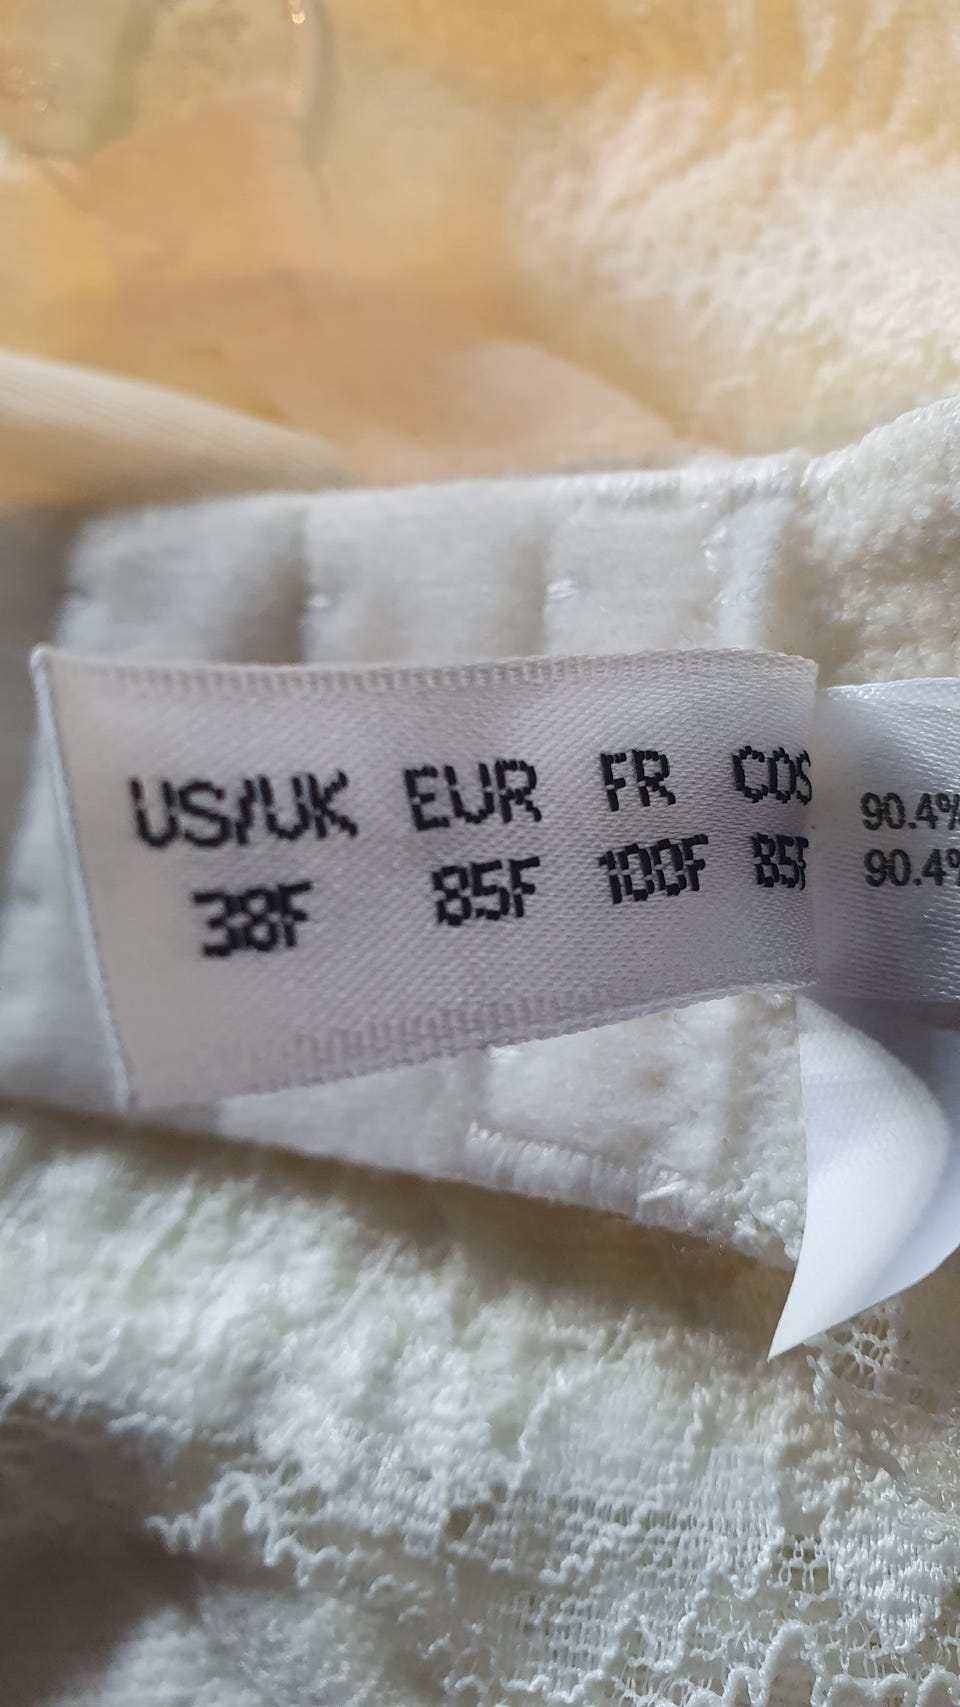 US/UK EUR FR COS
38F 85F 100F 85F
90.4%
90.4%